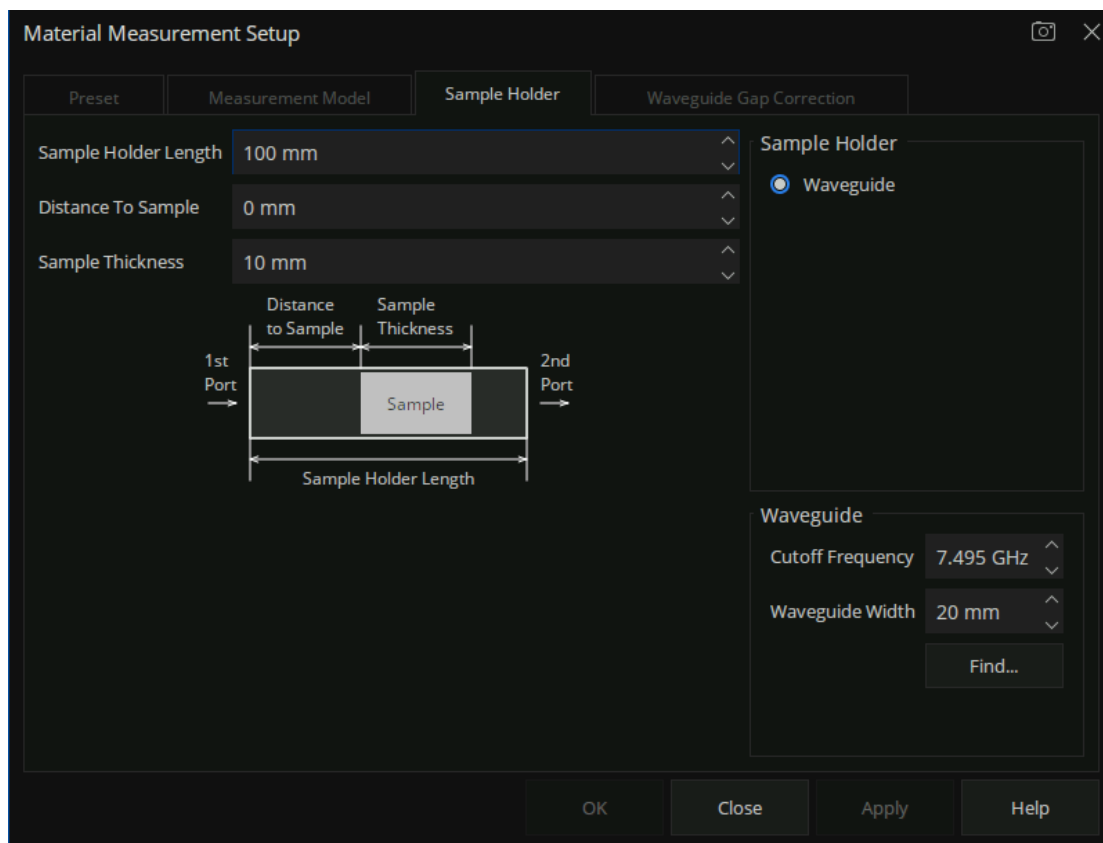 Material Measurement Setup
Preset
Measurement Model
Sample Holder
Waveguide Gap Correction
Sample Holder Length
100 mm
Distance To Sample
0 mm
Sample Thickness
10 mm
Distance
to Sample
Sample
Thickness
1st
Port
Sample
2nd
Port
Sample Holder Length
Sample Holder
Waveguide
Waveguide
Cutoff Frequency
7.495 GHz
Waveguide Width
20 mm
Find...
OK
Close
Apply
Help